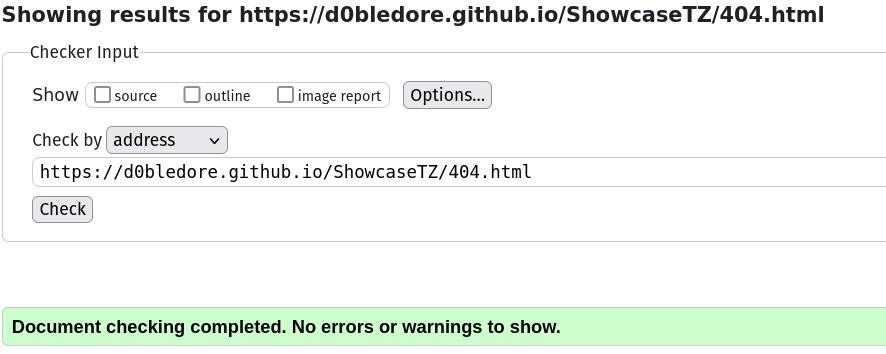 Showing results for https://d0bledore.github.io/ShowcaseTZ/404.html
Checker Input
Show source outline image report Options...
Check by address
https://d0bledore.github.io/ShowcaseTZ/404.html
Check
Document checking completed. No errors or warnings to show.